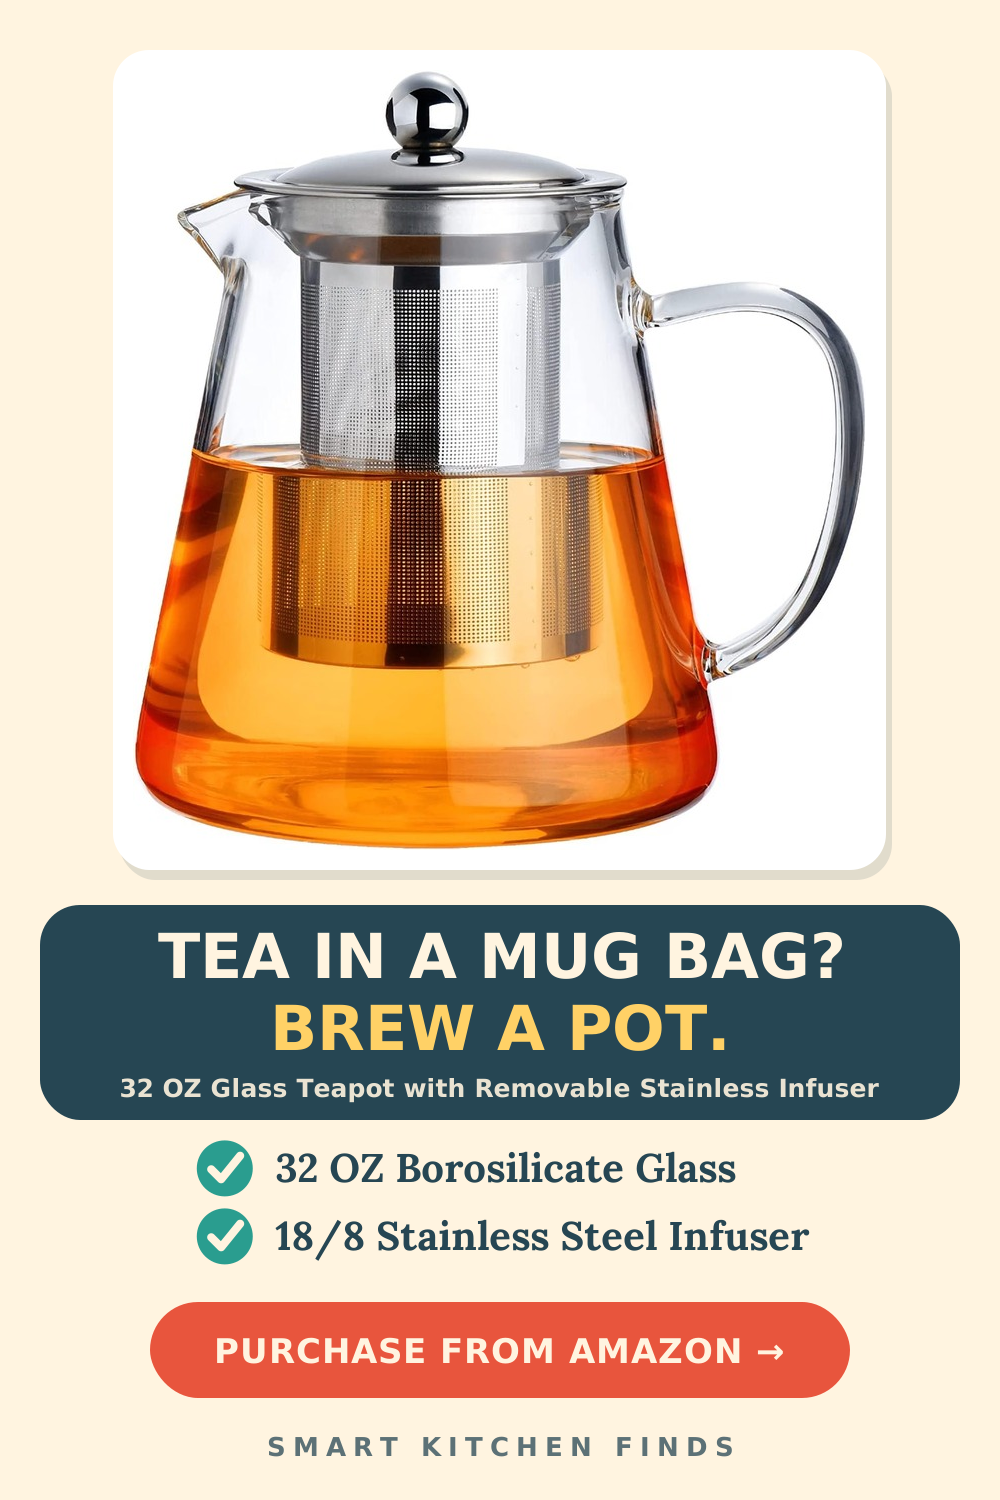 TEA IN A MUG BAG?
BREW A POT.
32 OZ Glass Teapot with Removable Stainless Infuser
32 OZ Borosilicate Glass
18/8 Stainless Steel Infuser
PURCHASE FROM AMAZON →
SMART KITCHEN FINDS